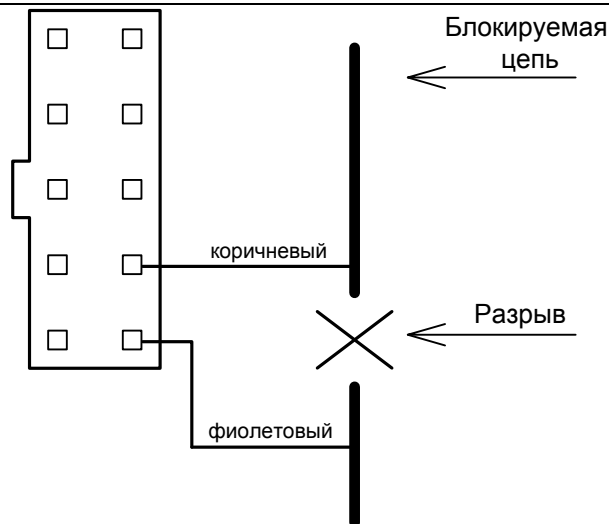 Блокируемая
цепь
коричневый
Разрыв
фиолетовый